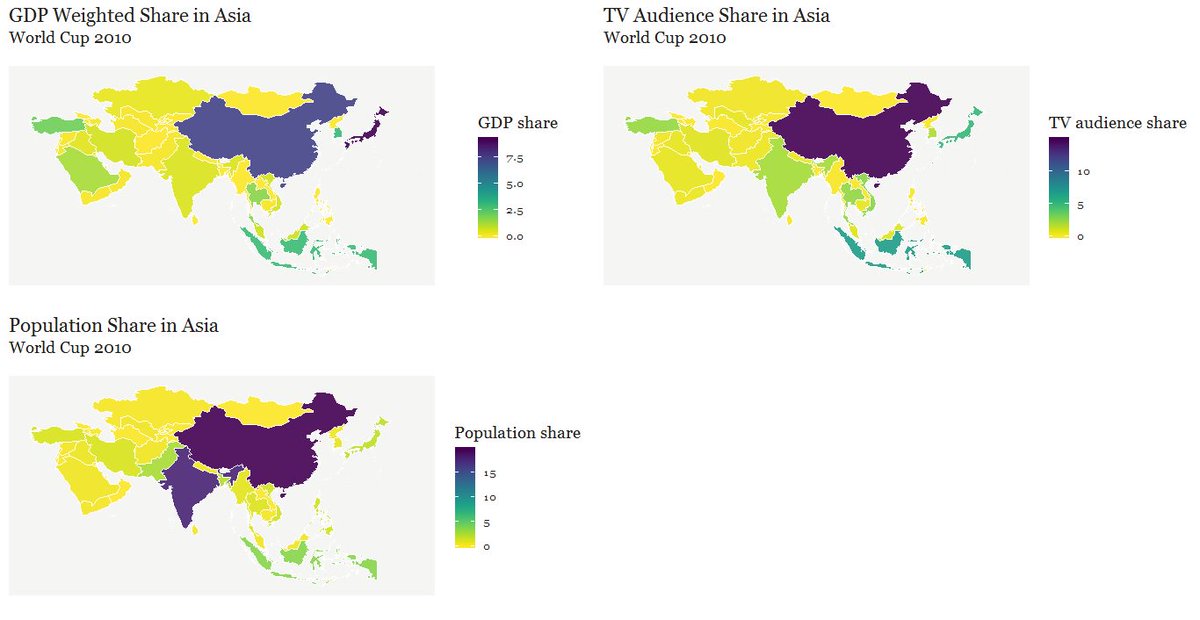 GDP Weighted Share in Asia
World Cup 2010
GDP share
7.5
5.0
2.5
0.0
TV Audience Share in Asia
World Cup 2010
TV audience share
10
5
0
Population Share in Asia
World Cup 2010
Population share
15
10
5
0